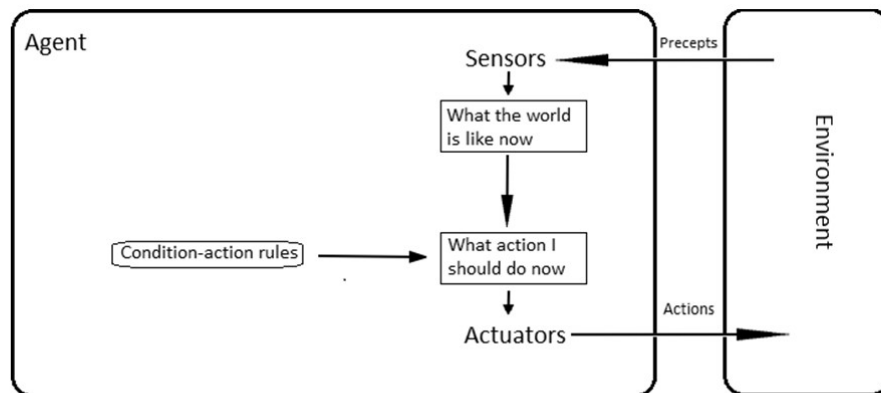 Agent
Precepts
Sensors
What the world
is like now
Environment
Condition-action rules
What action I
should do now
Actions
Actuators